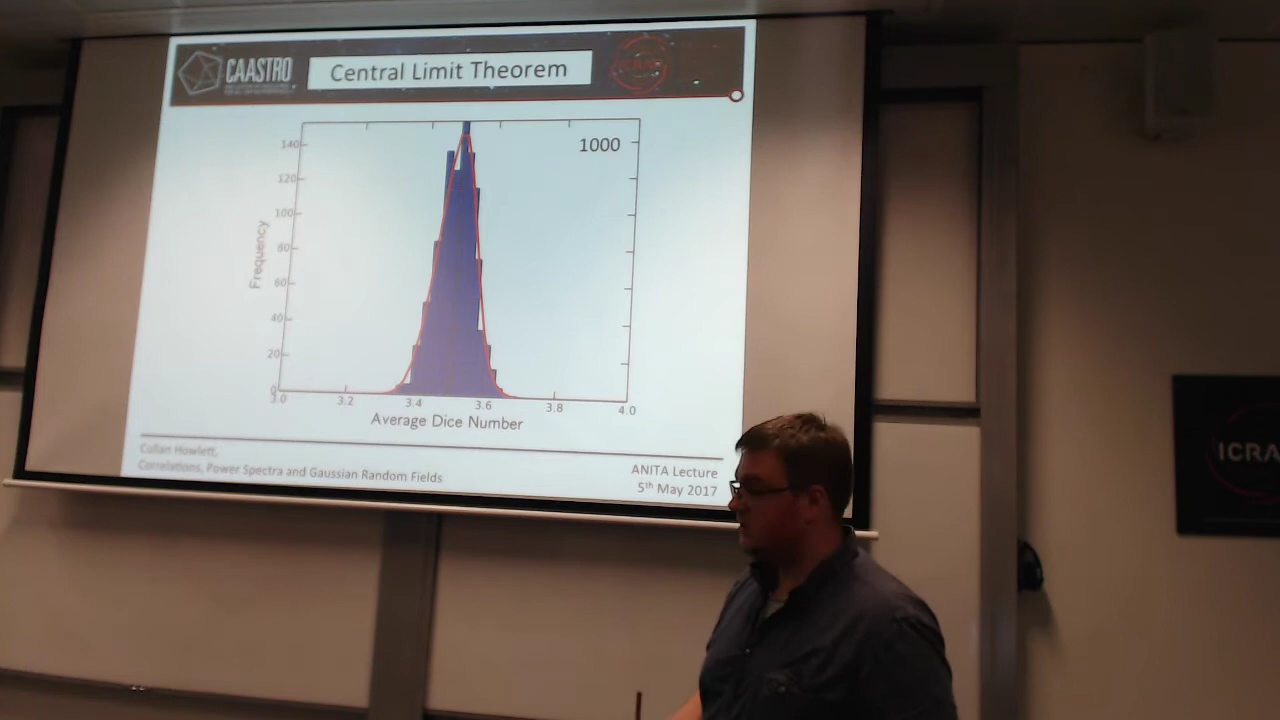 CAASTRO
Central Limit Theorem
ICRAR
1000
140
120
100
80
60
40
20
0
Frequency
3.0
3.2
3.4
3.6
3.8
4.0
Average Dice Number
Cullan Howlett,
Correlations, Power Spectra and Gaussian Random Fields
ANITA Lecture
5th May 2017
ICRA